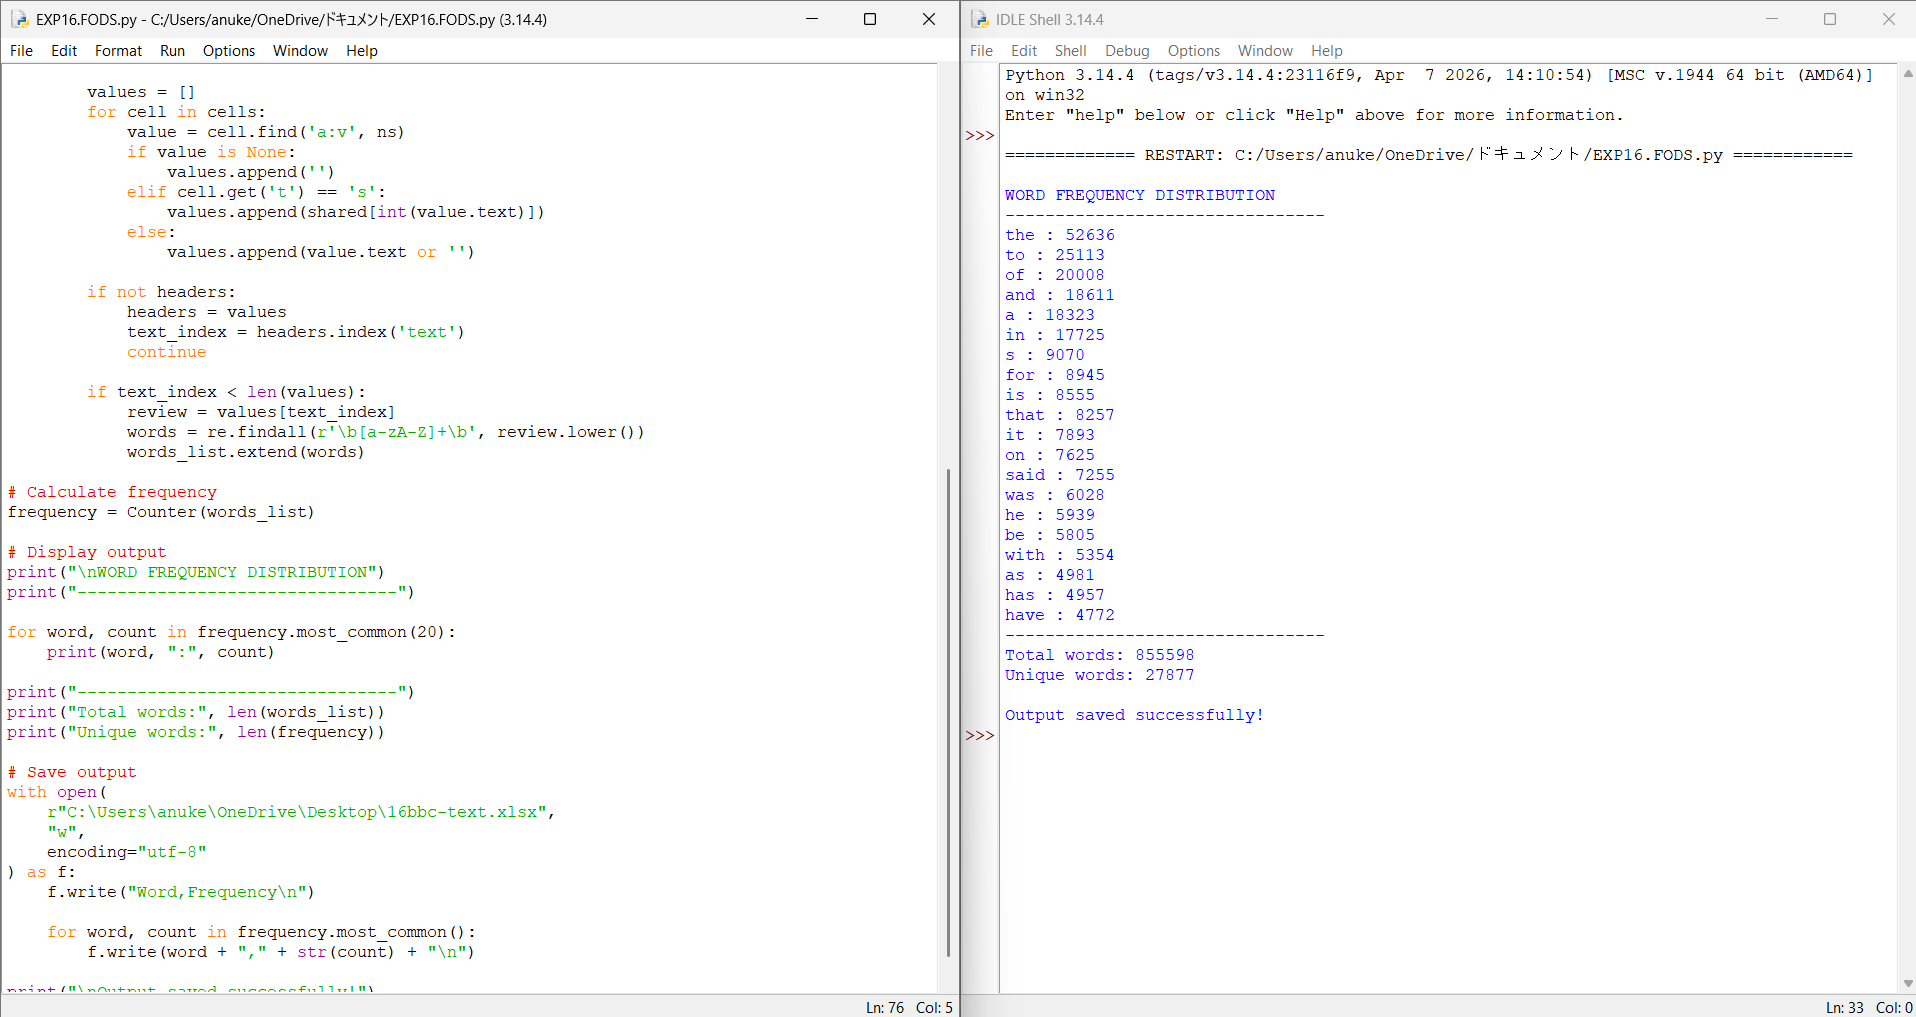 EXP16.FODS.py - C:/Users/anuke/OneDrive/ドキュメント/EXP16.FODS.py (3.14.4)
File Edit Format Run Options Window Help
        values = []
        for cell in cells:
            value = cell.find('a:v', ns)
            if value is None:
                values.append('')
            elif cell.get('t') == 's':
                values.append(shared[int(value.text)])
            else:
                values.append(value.text or '')

        if not headers:
            headers = values
            text_index = headers.index('text')
            continue

        if text_index < len(values):
            review = values[text_index]
            words = re.findall(r'\b[a-zA-Z]+\b', review.lower())
            words_list.extend(words)

# Calculate frequency
frequency = Counter(words_list)

# Display output
print("\nWORD FREQUENCY DISTRIBUTION")
print("--------------------------------")

for word, count in frequency.most_common(20):
    print(word, ":", count)

print("--------------------------------")
print("Total words:", len(words_list))
print("Unique words:", len(frequency))

# Save output
with open(
    r"C:\Users\anuke\OneDrive\Desktop\16bbc-text.xlsx",
    "w",
    encoding="utf-8"
) as f:
    f.write("Word,Frequency\n")

    for word, count in frequency.most_common():
        f.write(word + "," + str(count) + "\n")

print("\nOutput saved successfully!")
Ln: 76 Col: 5
IDLE Shell 3.14.4
File Edit Shell Debug Options Window Help
Python 3.14.4 (tags/v3.14.4:23116f9, Apr  7 2026, 14:10:54) [MSC v.1944 64 bit (AMD64)]
on win32
Enter "help" below or click "Help" above for more information.
>>>
============= RESTART: C:/Users/anuke/OneDrive/ドキュメント/EXP16.FODS.py ============

WORD FREQUENCY DISTRIBUTION
--------------------------------
the : 52636
to : 25113
of : 20008
and : 18611
a : 18323
in : 17725
s : 9070
for : 8945
is : 8555
that : 8257
it : 7893
on : 7625
said : 7255
was : 6028
he : 5939
be : 5805
with : 5354
as : 4981
has : 4957
have : 4772
--------------------------------
Total words: 855598
Unique words: 27877

Output saved successfully!
>>>
Ln: 33 Col: 0